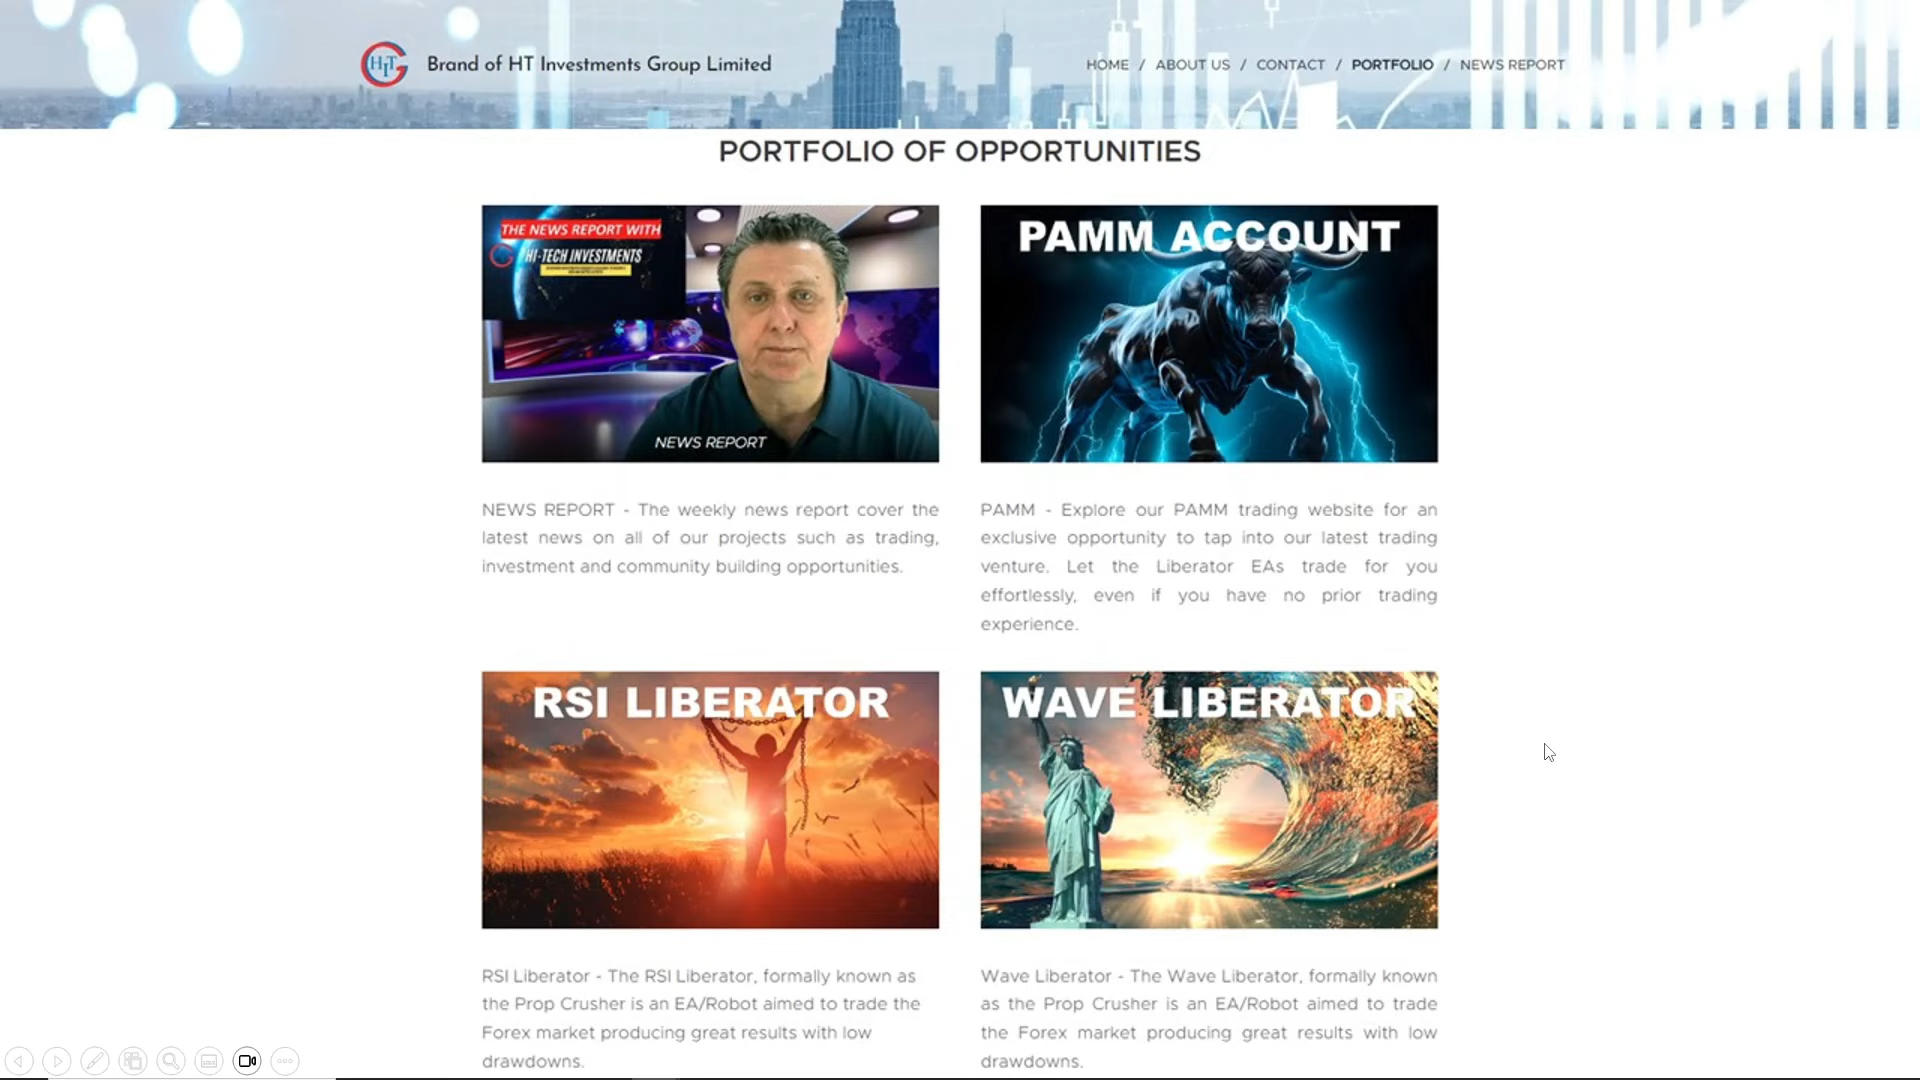 HIT
Brand of HT Investments Group Limited
HOME / ABOUT US / CONTACT / PORTFOLIO / NEWS REPORT
PORTFOLIO OF OPPORTUNITIES
THE NEWS REPORT WITH
HI-TECH INVESTMENTS
NEWS REPORT
PAMM ACCOUNT
NEWS REPORT - The weekly news report cover the
latest news on all of our projects such as trading,
investment and community building opportunities.
PAMM - Explore our PAMM trading website for an
exclusive opportunity to tap into our latest trading
venture. Let the Liberator EAs trade for you
effortlessly, even if you have no prior trading
experience.
RSI LIBERATOR
WAVE LIBERATOR
RSI Liberator - The RSI Liberator, formally known as
the Prop Crusher is an EA/Robot aimed to trade the
Forex market producing great results with low
drawdowns.
Wave Liberator - The Wave Liberator, formally known
as the Prop Crusher is an EA/Robot aimed to trade
the Forex market producing great results with low
drawdowns.